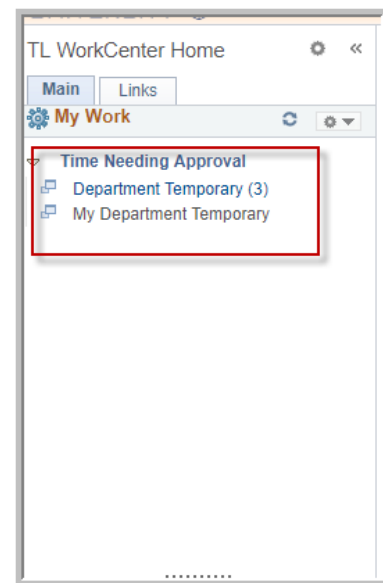 TL WorkCenter Home
Main Links
My Work
Time Needing Approval
Department Temporary (3)
My Department Temporary